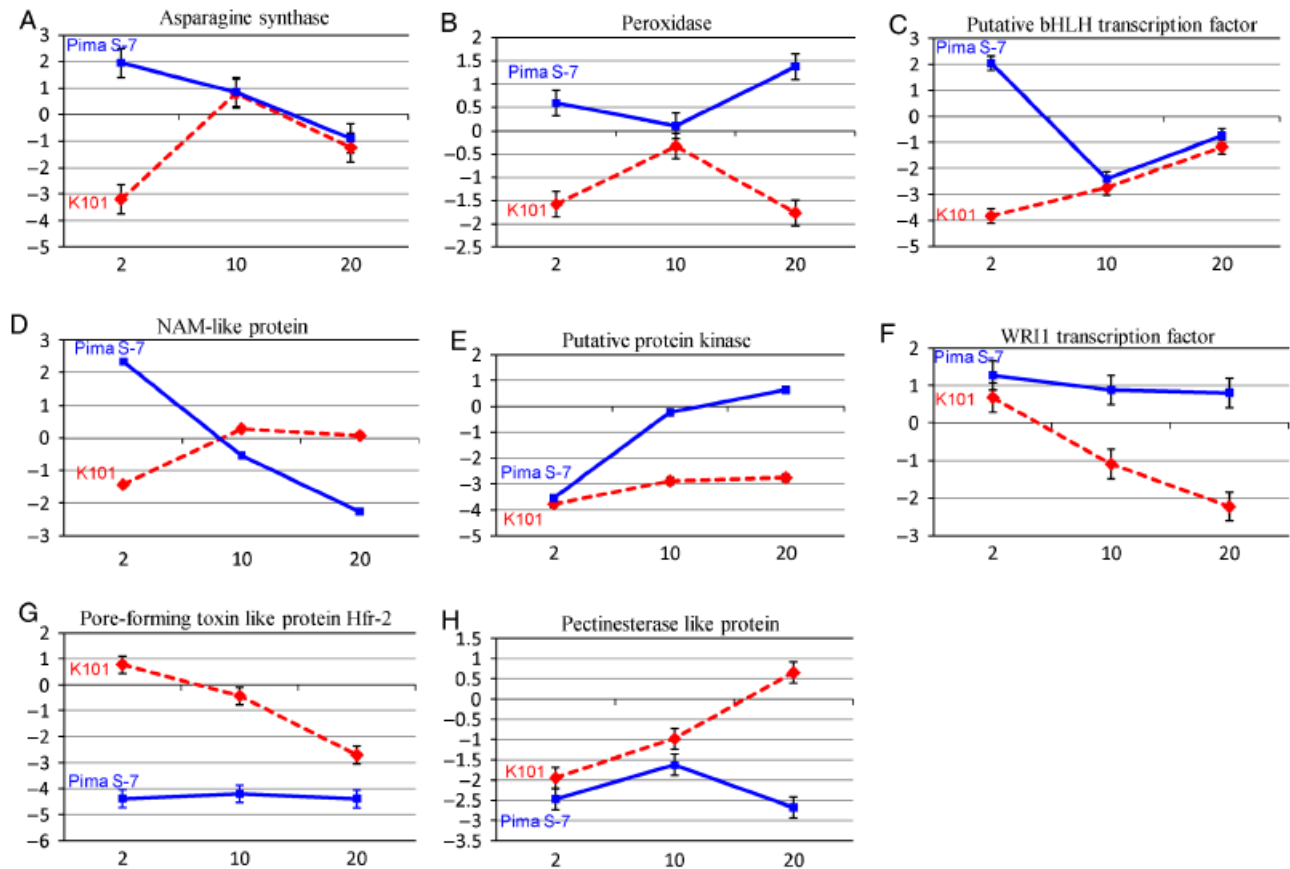 A
Asparagine synthase
3
2
1
0
−1
−2
−3
−4
−5
Pima S-7
K101
2 10 20
B
Peroxidase
2
1.5
1
0.5
0
−0.5
−1
−1.5
−2
−2.5
Pima S-7
K101
2 10 20
C
Putative bHLH transcription factor
3
2
1
0
−1
−2
−3
−4
−5
Pima S-7
K101
2 10 20
D
NAM-like protein
3
2
1
0
−1
−2
−3
Pima S-7
K101
2 10 20
E
Putative protein kinase
2
1
0
−1
−2
−3
−4
−5
Pima S-7
K101
2 10 20
F
WRI1 transcription factor
2
1
0
−1
−2
−3
Pima S-7
K101
2 10 20
G
Pore-forming toxin like protein Hfr-2
2
1
0
−1
−2
−3
−4
−5
−6
K101
Pima S-7
2 10 20
H
Pectinesterase like protein
1.5
1
0.5
0
−0.5
−1
−1.5
−2
−2.5
−3
−3.5
K101
Pima S-7
2 10 20